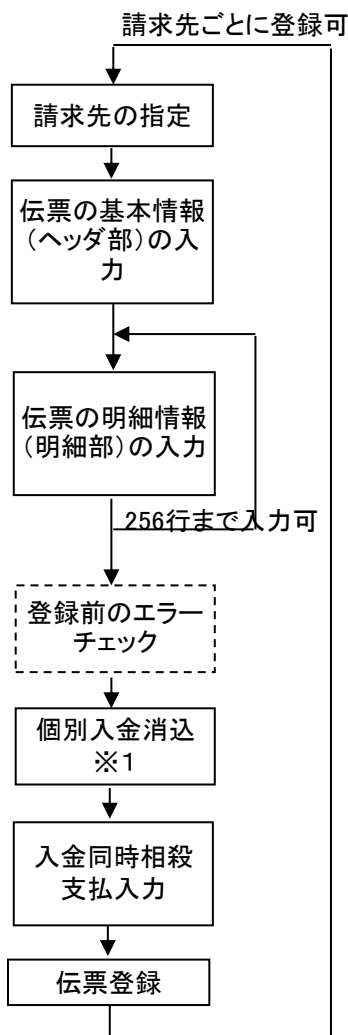 請求先ごとに登録可
請求先の指定
伝票の基本情報
(ヘッダ部)の入
力
伝票の明細情報
(明細部)の入力
256行まで入力可
登録前のエラー
チェック
個別入金消込
※1
入金同時相殺
支払入力
伝票登録